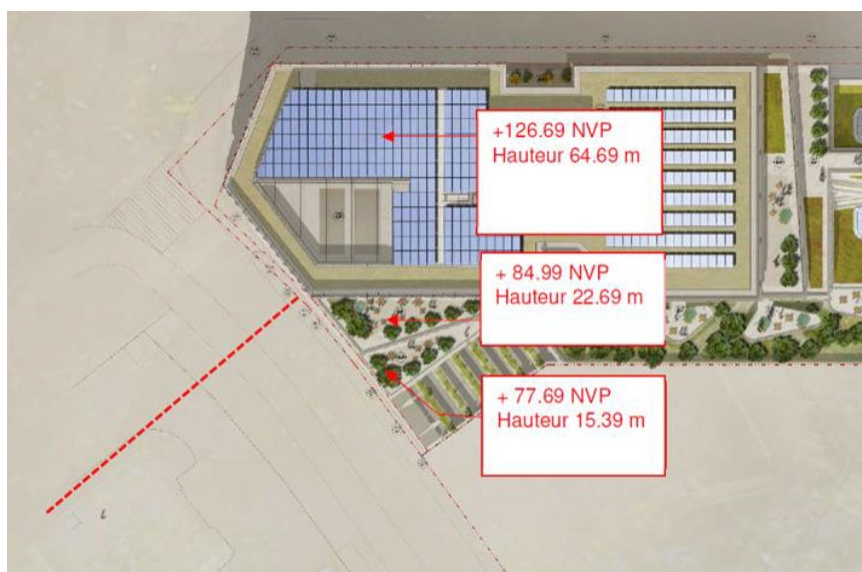 +126.69 NVP
Hauteur 64.69 m
+ 84.99 NVP
Hauteur 22.69 m
+ 77.69 NVP
Hauteur 15.39 m